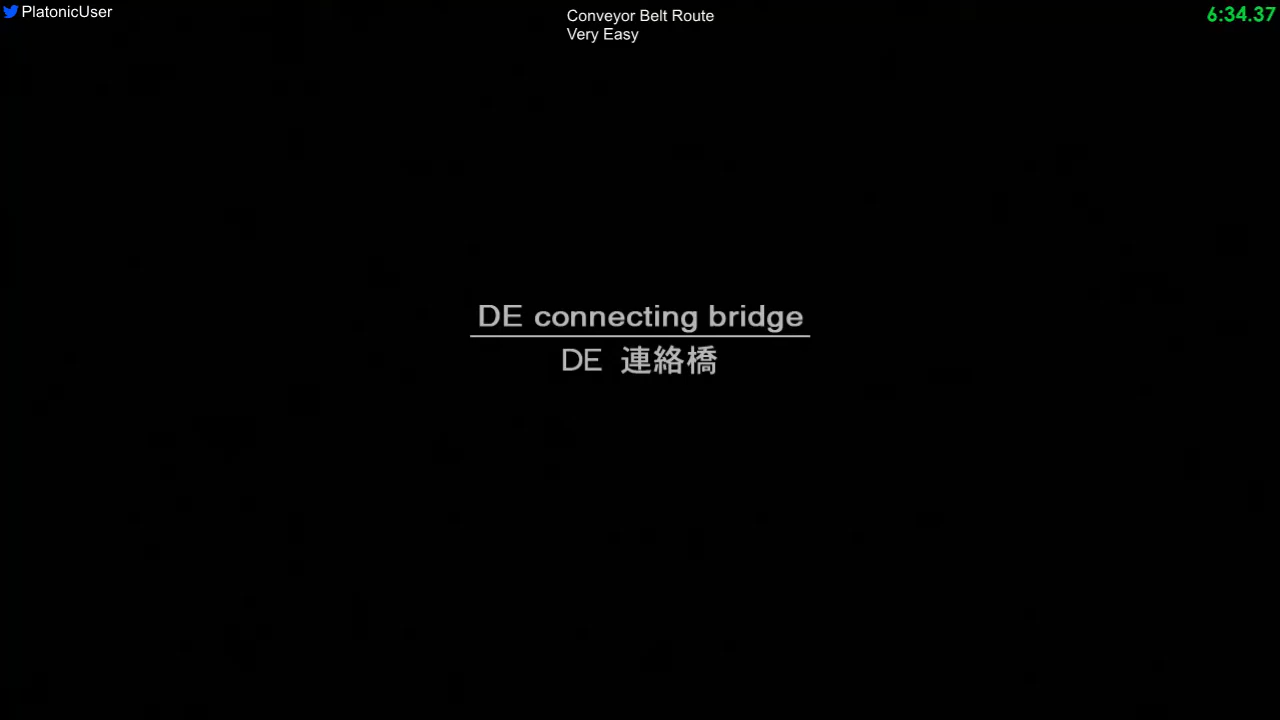 PlatonicUser
Conveyor Belt Route
Very Easy
6:34.37
DE connecting bridge
DE 連絡橋